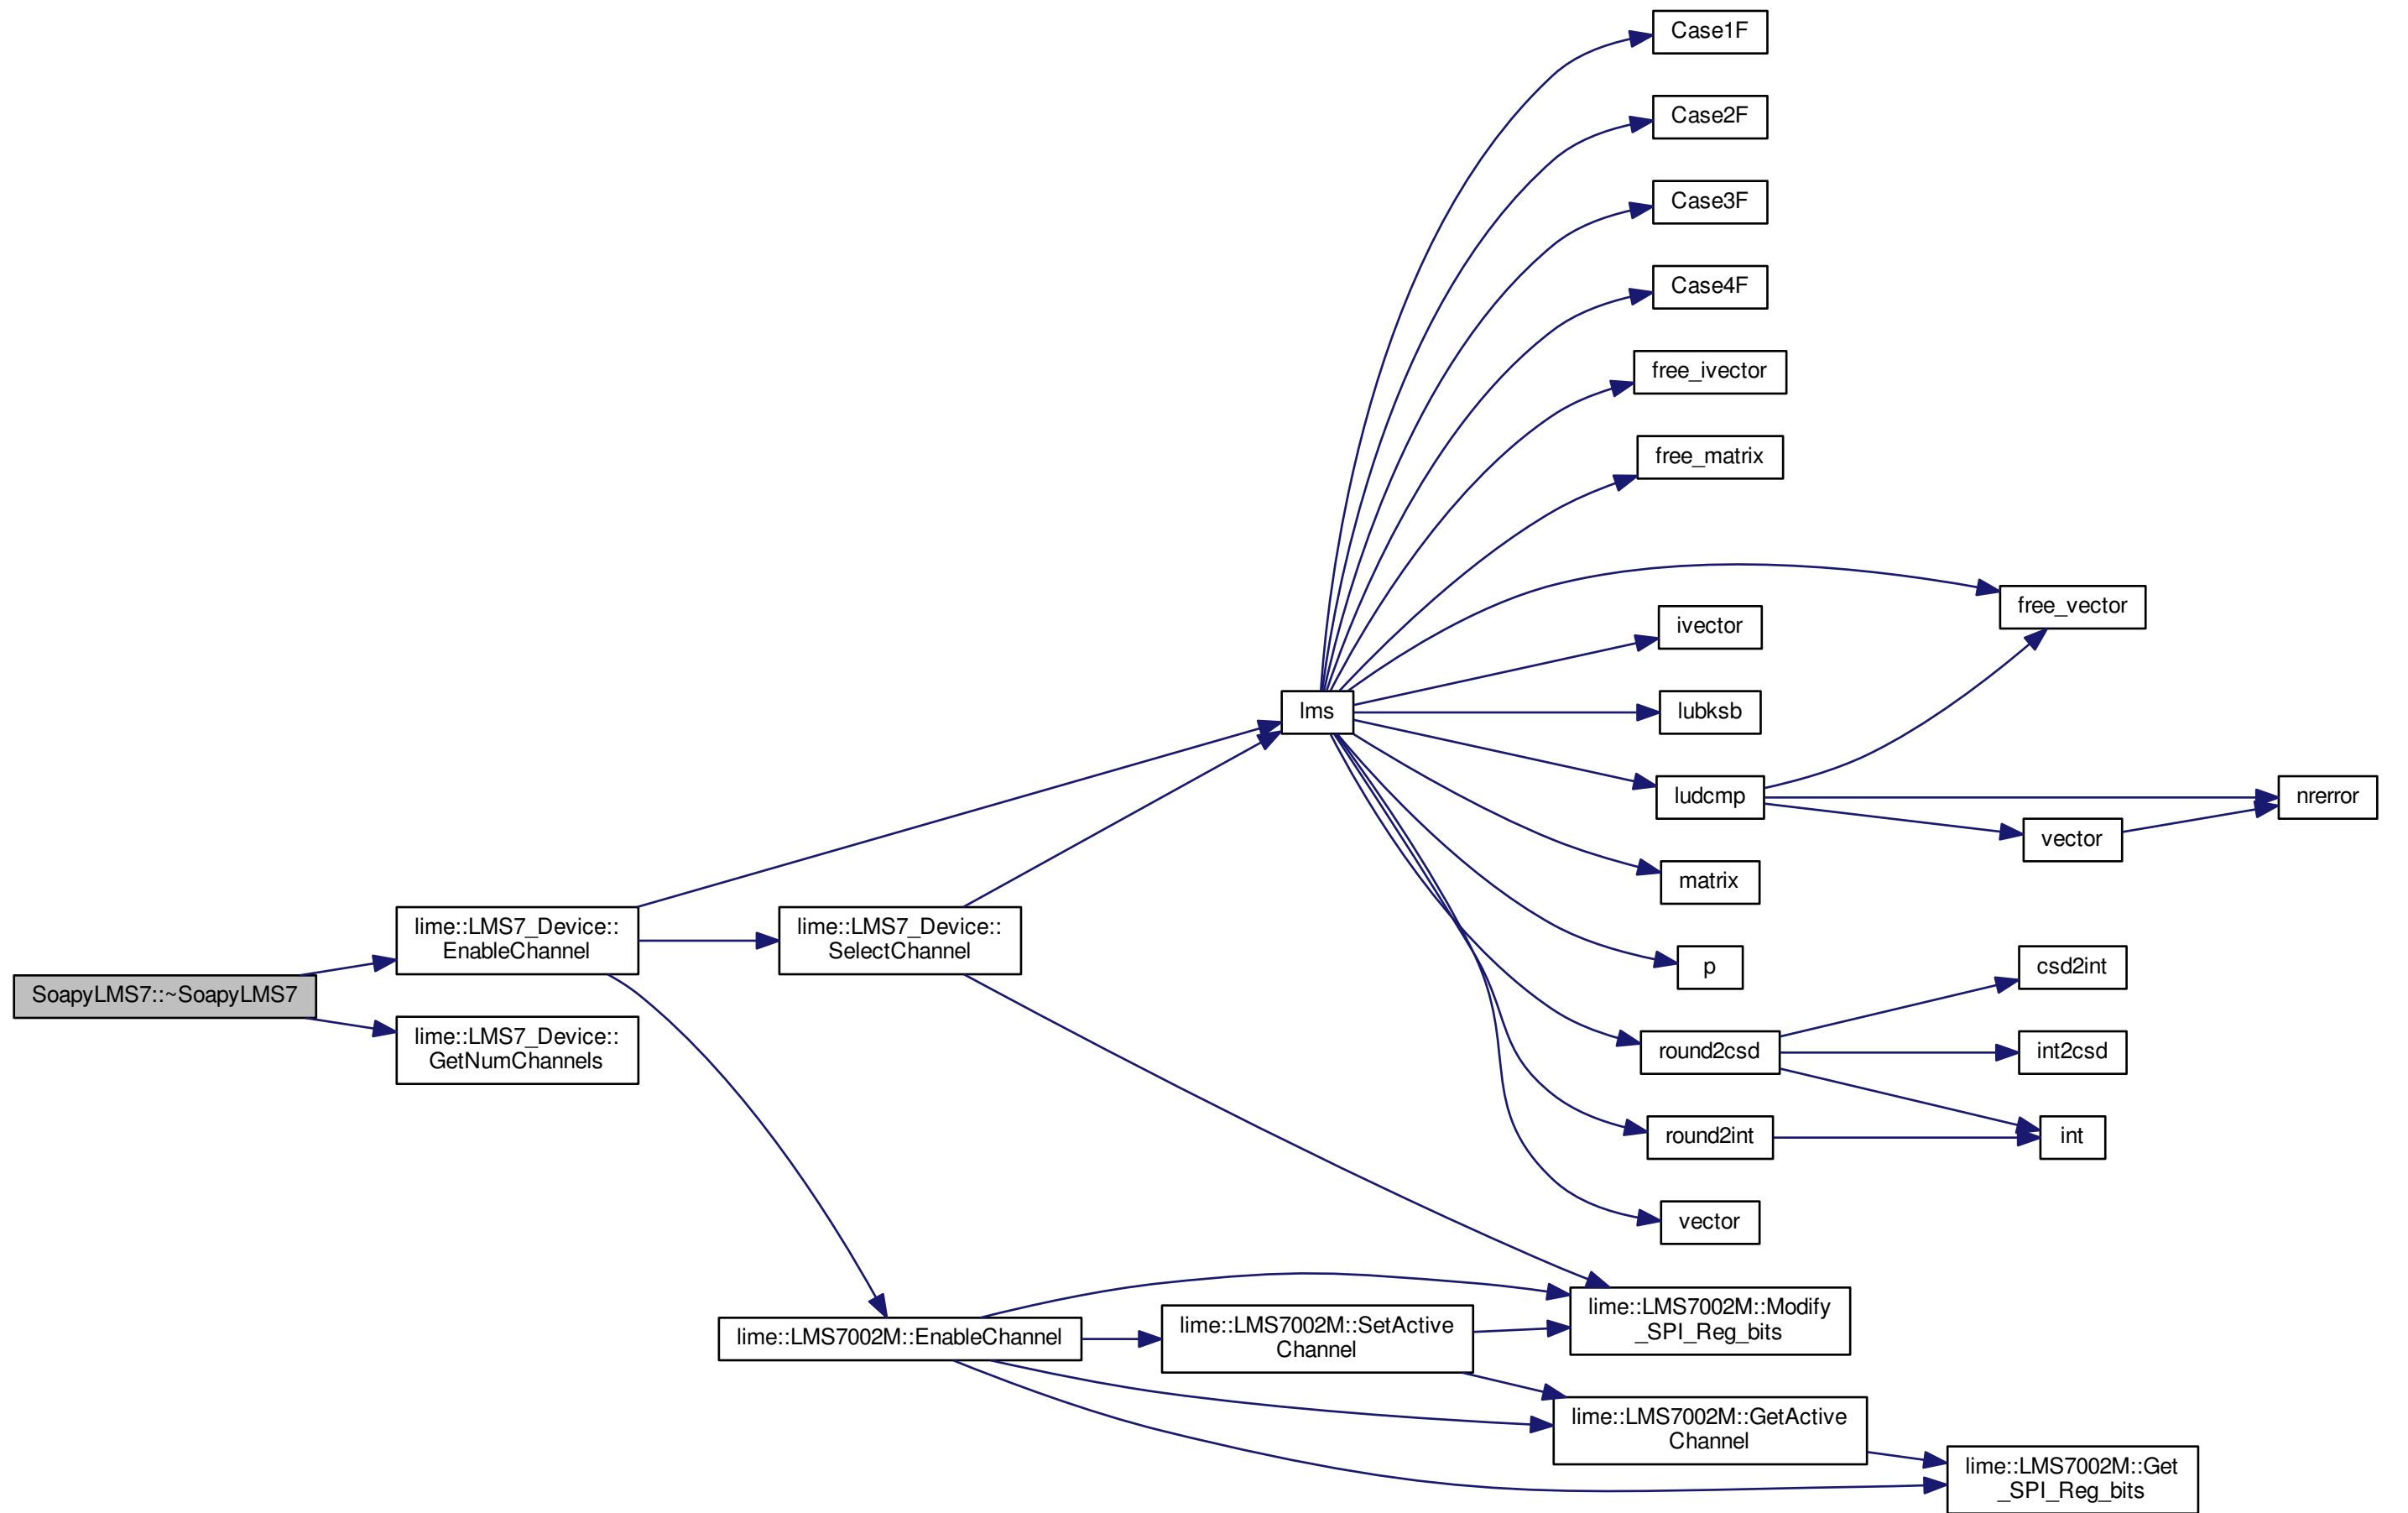 Case1F
Case2F
Case3F
Case4F
free_ivector
free_matrix
free_vector
ivector
lms
lubksb
ludcmp
nrerror
vector
matrix
lime::LMS7_Device::
EnableChannel
lime::LMS7_Device::
SelectChannel
p
csd2int
SoapyLMS7::~SoapyLMS7
lime::LMS7_Device::
GetNumChannels
round2csd
int2csd
round2int
int
vector
lime::LMS7002M::Modify
_SPI_Reg_bits
lime::LMS7002M::EnableChannel
lime::LMS7002M::SetActive
Channel
lime::LMS7002M::GetActive
Channel
lime::LMS7002M::Get
_SPI_Reg_bits